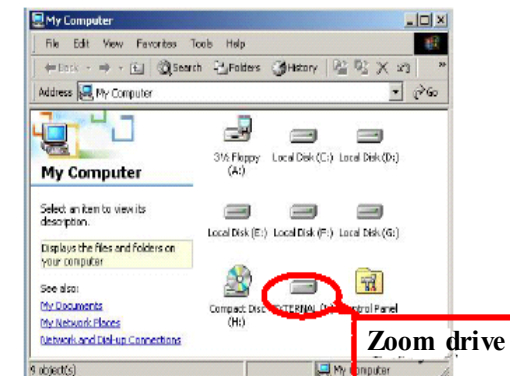 My Computer
File Edit View Favorites Tools Help
Back Search Folders History
Address My Computer Go
My Computer
Select an item to view its
description.
Displays the files and folders on
your computer
See also:
My Documents
My Network Places
Network and Dial-up Connections
3½ Floppy
(A:)
Local Disk (C:)
Local Disk (D:)
Local Disk (E:)
Local Disk (F:)
Local Disk (G:)
Compact Disc
(H:)
EXTERNAL
Control Panel
Zoom drive
9 object(s)
My Computer